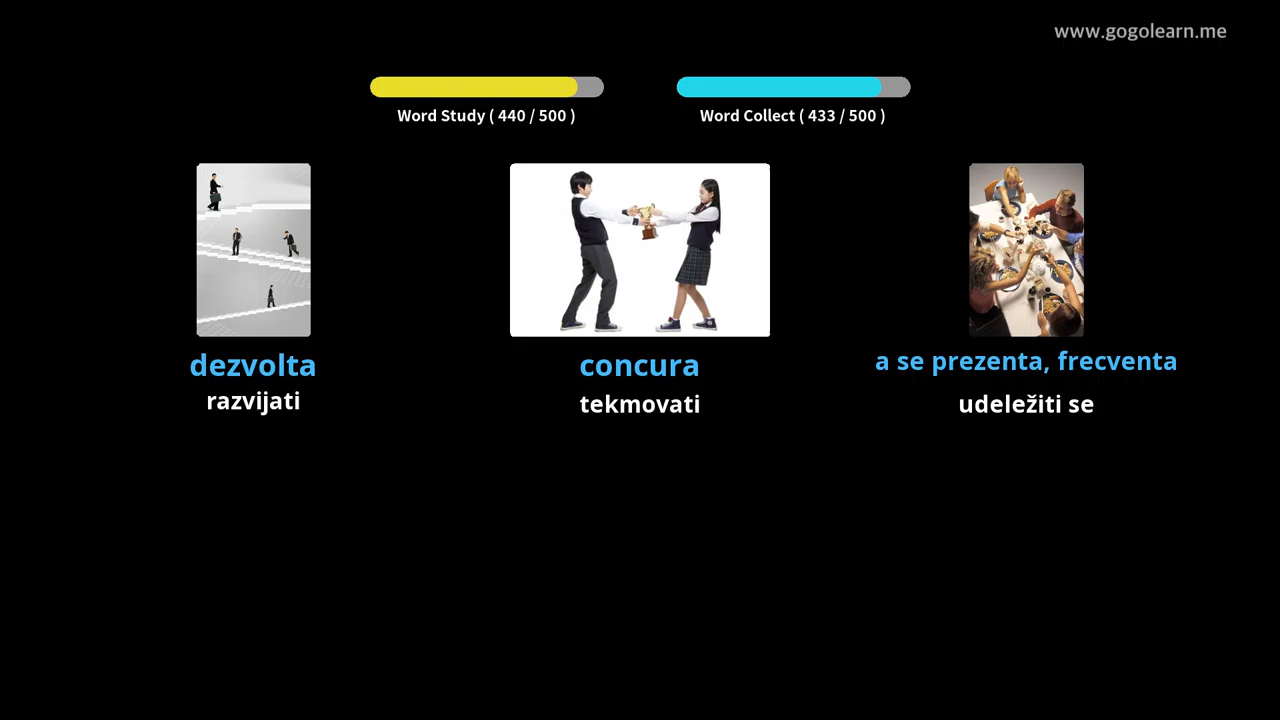 www.gogolearn.me
Word Study ( 440 / 500 )
Word Collect ( 433 / 500 )
dezvolta
concura
a se prezenta, frecventa
razvijati
tekmovati
udeležiti se